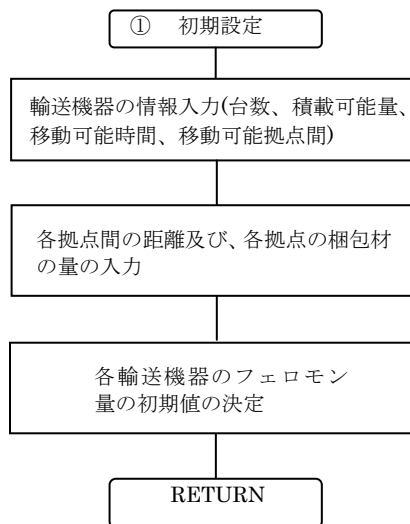 ① 初期設定
輸送機器の情報入力(台数、積載可能量、
移動可能時間、移動可能拠点間)
各拠点間の距離及び、各拠点の梱包材
の量の入力
各輸送機器のフェロモン
量の初期値の決定
RETURN